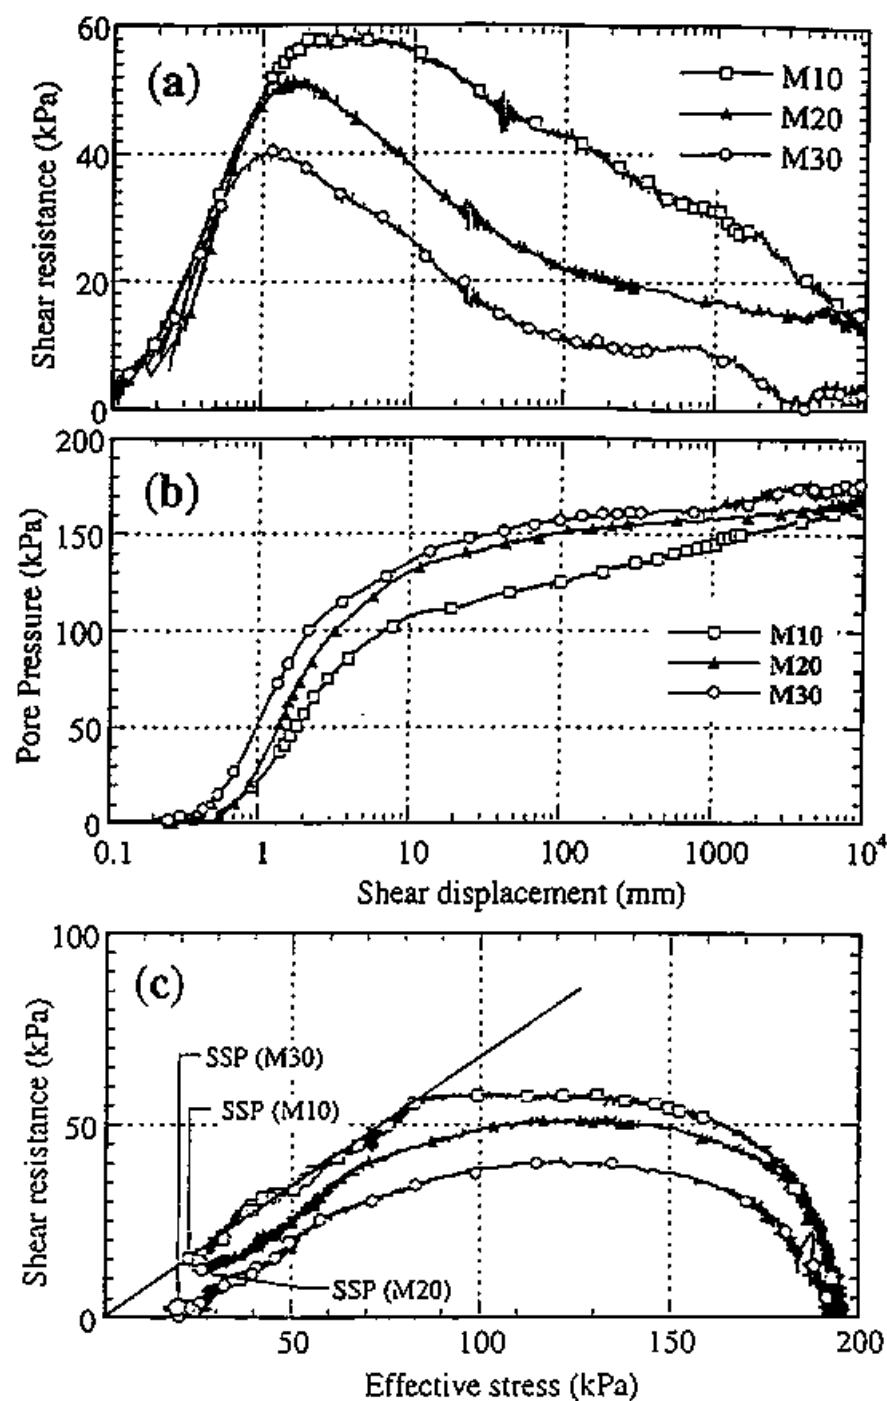 60
(a)
M10
M20
M30
40
20
0
Shear resistance (kPa)
200
(b)
150
100
50
0
M10
M20
M30
Pore Pressure (kPa)
0.1 1 10 100 1000 10⁴
Shear displacement (mm)
100
(c)
SSP (M30)
SSP (M10)
50
SSP (M20)
0
Shear resistance (kPa)
50 100 150 200
Effective stress (kPa)